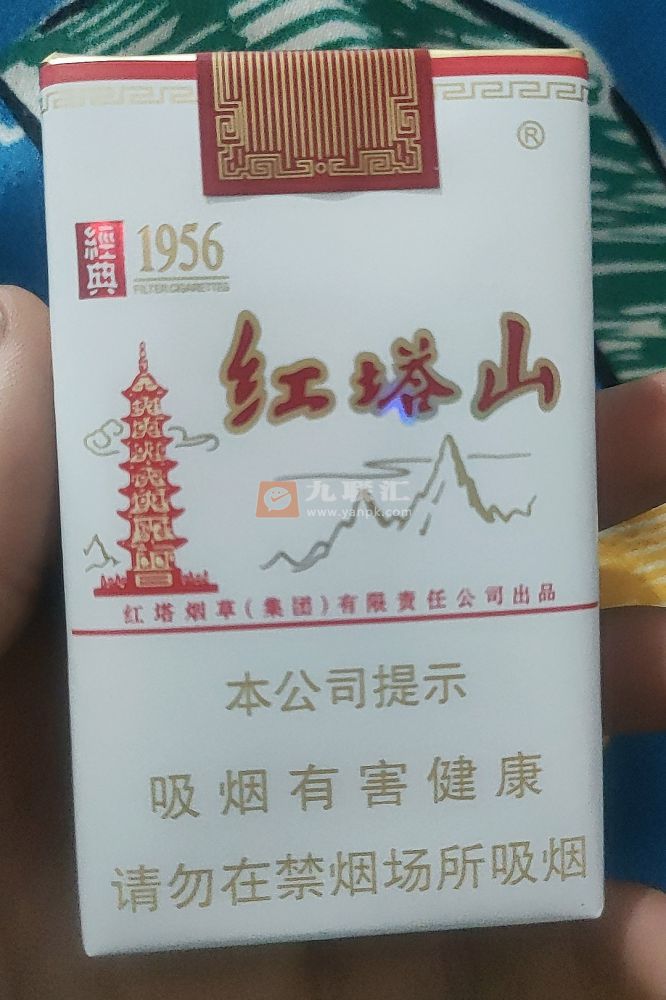 ®
經典
1956
FILTER CIGARETTES
红塔山
九联汇
www.yanpk.com
红塔烟草(集团)有限责任公司出品
本公司提示
吸烟有害健康
请勿在禁烟场所吸烟